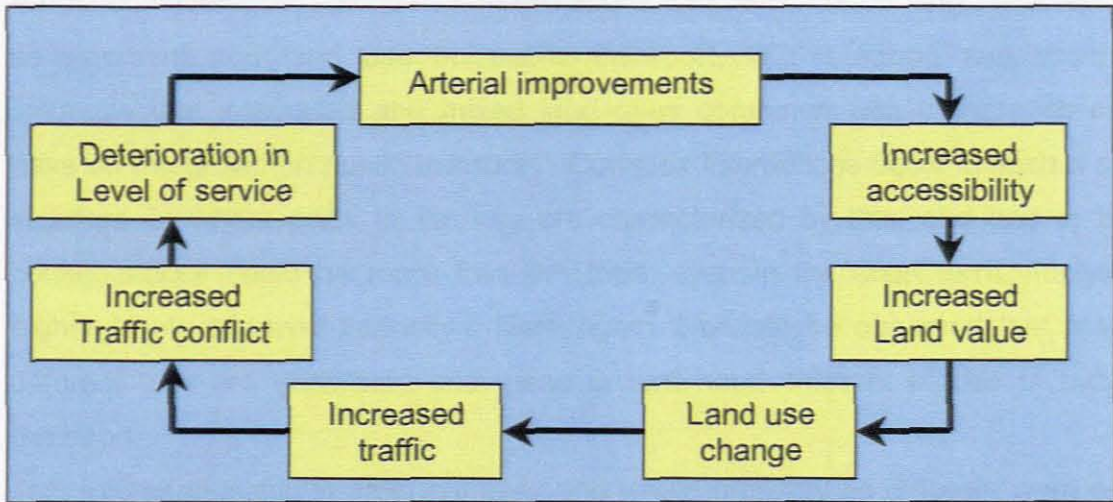 Arterial improvements
Increased
accessibility
Increased
Land value
Land use
change
Increased
traffic
Increased
Traffic conflict
Deterioration in
Level of service